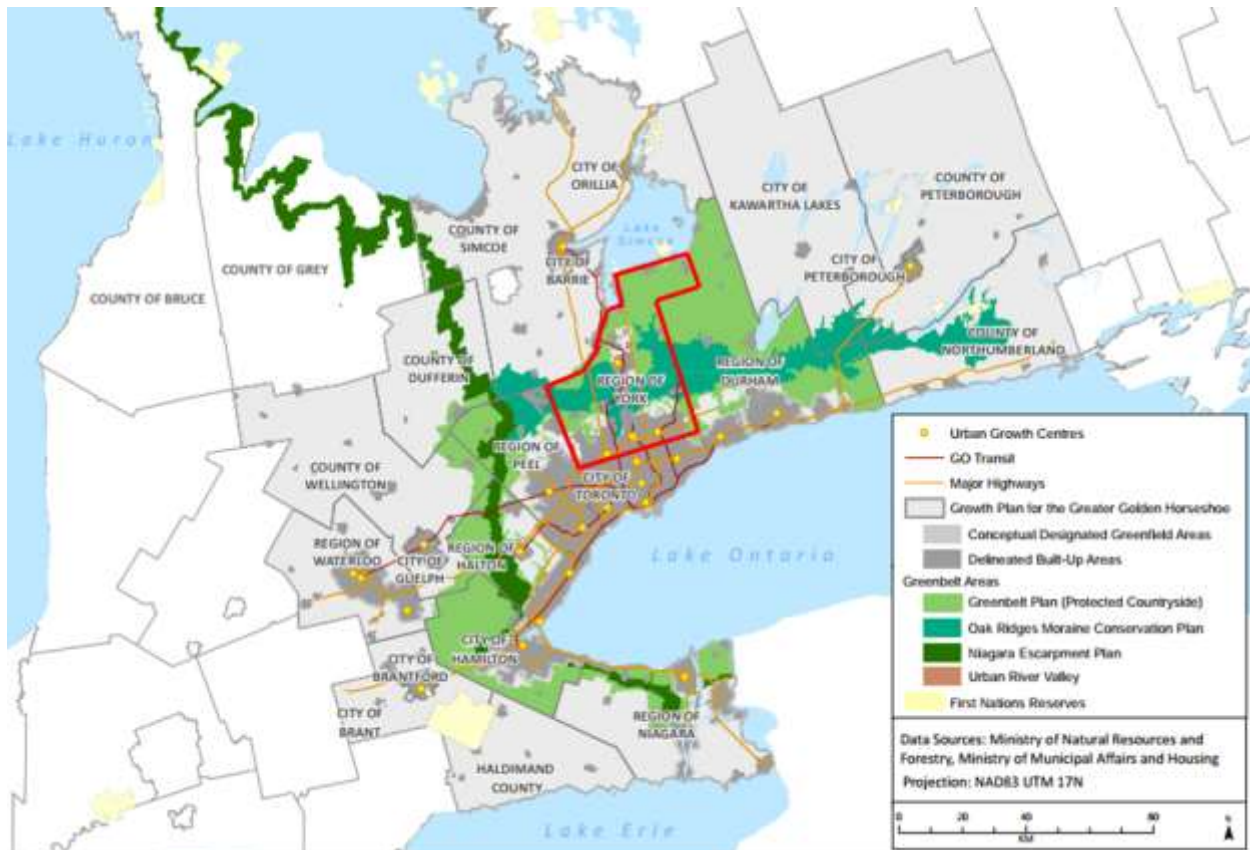 Lake Huron
CITY OF
ORILLIA
CITY OF
KAWARTHA LAKES
COUNTY OF
PETERBOROUGH
COUNTY OF
SIMCOE
Lake
Simcoe
CITY OF
BARRIE
CITY OF
PETERBOROUGH
COUNTY OF GREY
COUNTY OF BRUCE
COUNTY OF
NORTHUMBERLAND
COUNTY OF
DUFFERIN
REGION OF
YORK
REGION OF
DURHAM
REGION OF
PEEL
COUNTY OF
WELLINGTON
CITY OF
TORONTO
REGION OF
WATERLOO
CITY OF
GUELPH
REGION OF
HALTON
Lake Ontario
CITY OF
HAMILTON
CITY OF
BRANTFORD
CITY OF
BRANT
REGION OF
NIAGARA
HALDIMAND
COUNTY
Lake Erie
Urban Growth Centres
GO Transit
Major Highways
Growth Plan for the Greater Golden Horseshoe
Conceptual Designated Greenfield Areas
Delineated Built-Up Areas
Greenbelt Areas
Greenbelt Plan (Protected Countryside)
Oak Ridges Moraine Conservation Plan
Niagara Escarpment Plan
Urban River Valley
First Nations Reserves
Data Sources: Ministry of Natural Resources and
Forestry, Ministry of Municipal Affairs and Housing
Projection: NAD83 UTM 17N
0 20 40 80
KM